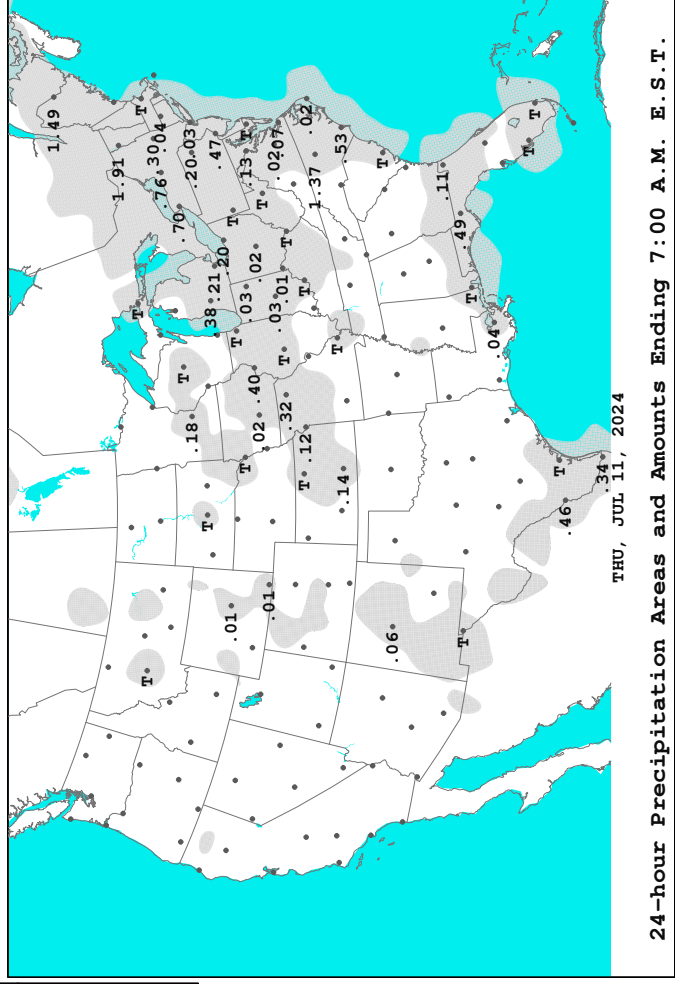 1.49
1.91
T
T
T
.30
.04
.76
.70
T
.03
.18
.20
T
.38
.21
.47
.20
.01
T
T
T
.13
T
.03
.40
.02
.02
T
.01
.02
.03
.07
.01
T
.32
T
T
T
.12
.02
1.37
T
.53
.14
T
.06
.11
.49
T
T
.04
T
T
T
.46
.34
THU, JUL 11, 2024
24-hour Precipitation Areas and Amounts Ending 7:00 A.M. E.S.T.